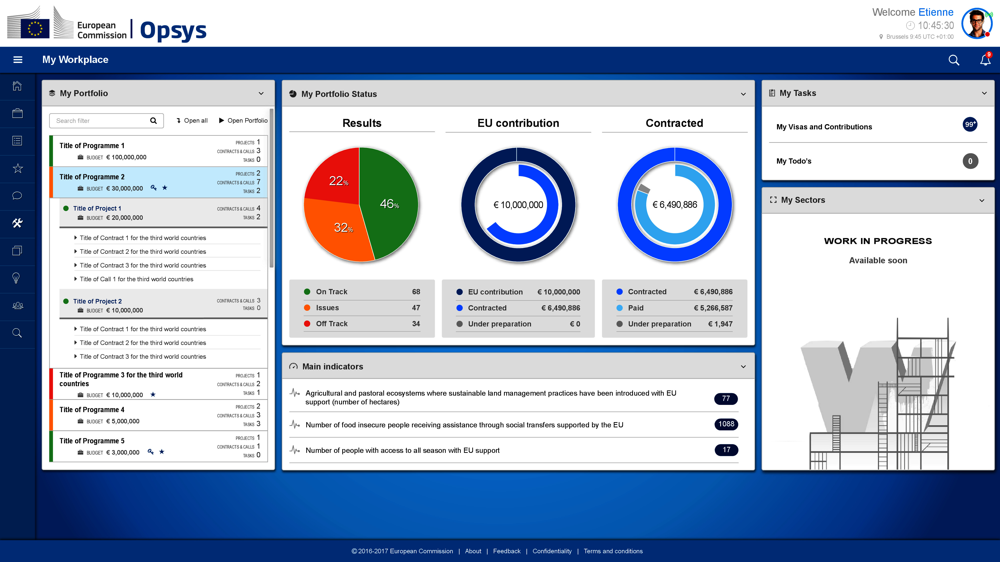 European
Commission
Opsys
Welcome Etienne
10:45:30
Brussels 9:45 UTC +01:00
My Workplace
9
My Portfolio
Search filter
Open all
Open Portfolio
Title of Programme 1
BUDGET € 100,000,000
PROJECTS 1
CONTRACTS & CALLS 3
TASKS 0
Title of Programme 2
BUDGET € 30,000,000
PROJECTS 2
CONTRACTS & CALLS 7
TASKS 2
Title of Project 1
BUDGET € 20,000,000
CONTRACTS & CALLS 4
TASKS 2
Title of Contract 1 for the third world countries
Title of Contract 2 for the third world countries
Title of Contract 3 for the third world countries
Title of Call 1 for the third world countries
Title of Project 2
BUDGET € 10,000,000
CONTRACTS & CALLS 3
TASKS 0
Title of Contract 1 for the third world countries
Title of Contract 2 for the third world countries
Title of Contract 3 for the third world countries
Title of Programme 3 for the third world
countries
BUDGET € 10,000,000
PROJECTS 1
CONTRACTS & CALLS 2
TASKS 1
Title of Programme 4
BUDGET € 5,000,000
PROJECTS 2
CONTRACTS & CALLS 3
TASKS 3
Title of Programme 5
BUDGET € 3,000,000
PROJECTS 1
CONTRACTS & CALLS 1
TASKS 0
My Portfolio Status
Results
22%
46%
32%
On Track 68
Issues 47
Off Track 34
EU contribution
€ 10,000,000
EU contribution € 10,000,000
Contracted € 6,490,886
Under preparation € 0
Contracted
€ 6,490,886
Contracted € 6,490,886
Paid € 5,266,587
Under preparation € 1,947
Main indicators
Agricultural and pastoral ecosystems where sustainable land management practices have been introduced with EU
support (number of hectares)
77
Number of food insecure people receiving assistance through social transfers supported by the EU
1088
Number of people with access to all season with EU support
17
My Tasks
My Visas and Contributions
99+
My Todo's
0
My Sectors
WORK IN PROGRESS
Available soon
© 2016-2017 European Commission | About | Feedback | Confidentiality | Terms and conditions